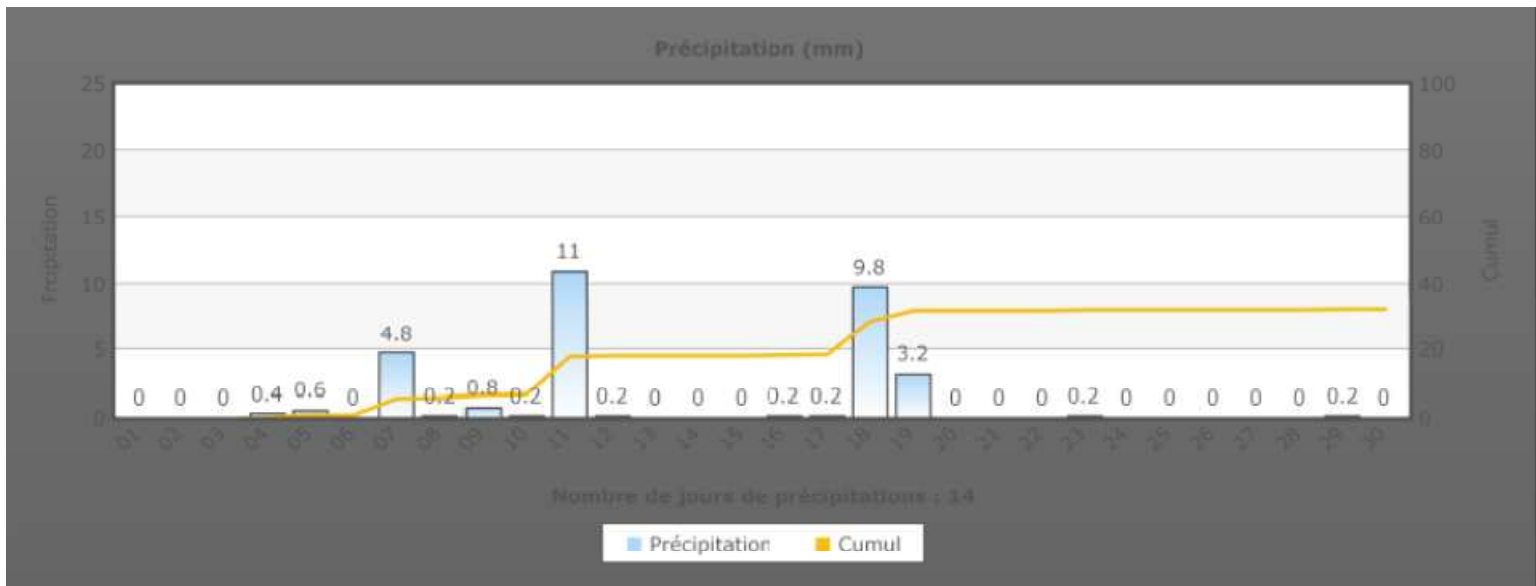 Précipitation (mm)
25
100
20
80
15
60
10
40
5
20
0
0
Frcipitation
Cumul
0 0 0 0.4 0.6 0 4.8 0.2 0.8 0.2 11 0.2 0 0 0 0.2 0.2 9.8 3.2 0 0 0 0.2 0 0 0 0 0 0.2 0
01 02 03 04 05 06 07 08 09 10 11 12 13 14 15 16 17 18 19 20 21 22 23 24 25 26 27 28 29 30
Nombre de jours de précipitations : 14
Précipitation Cumul